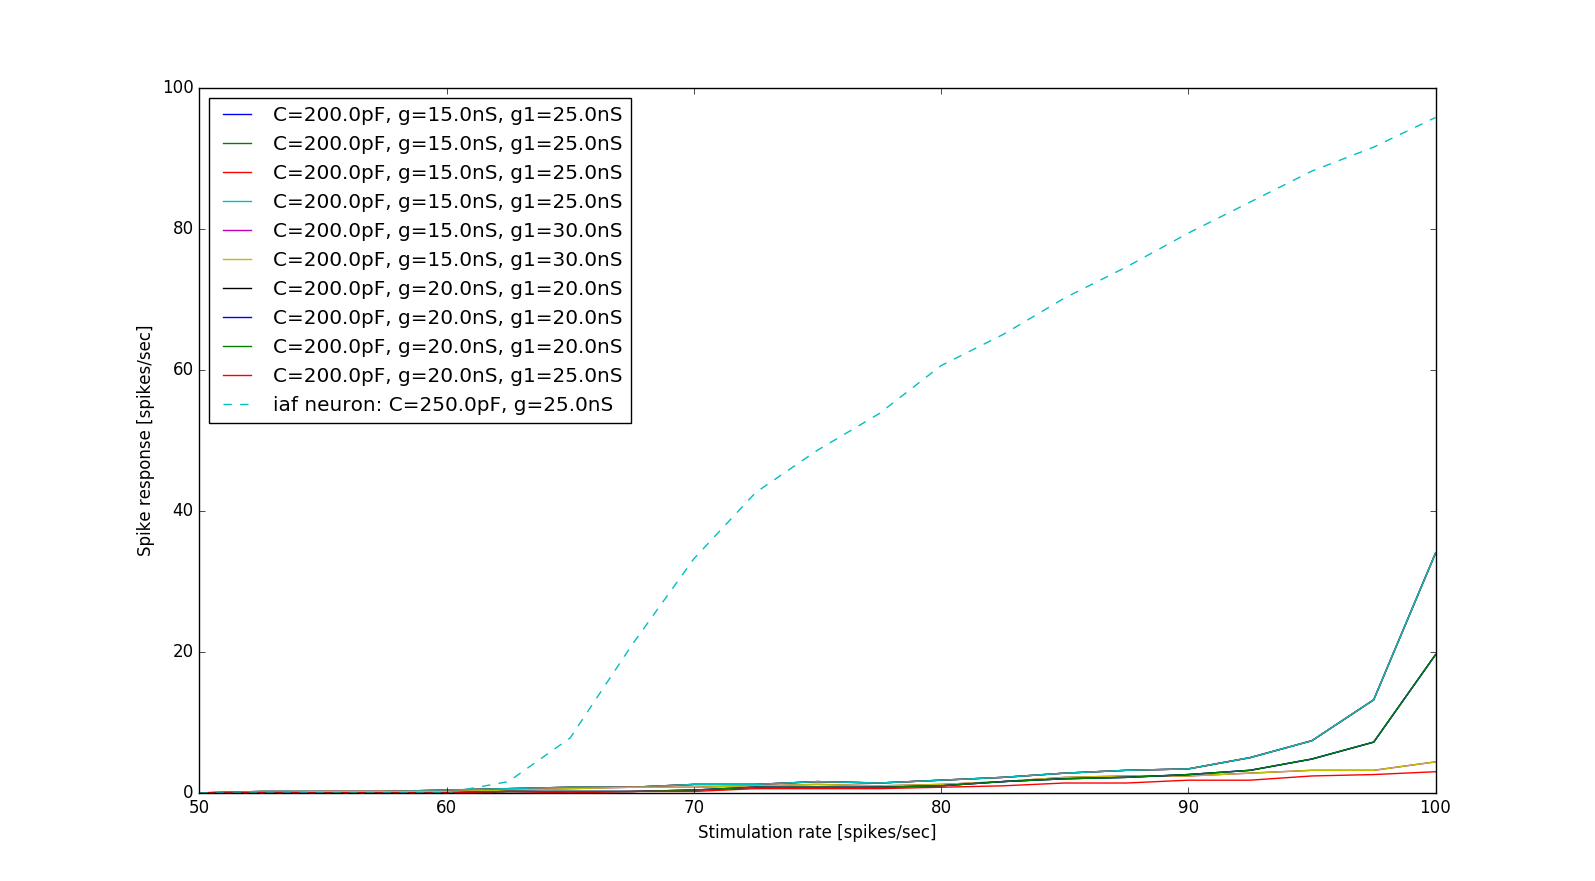 100
80
60
40
20
0
Spike response [spikes/sec]
C=200.0pF, g=15.0nS, g1=25.0nS
C=200.0pF, g=15.0nS, g1=25.0nS
C=200.0pF, g=15.0nS, g1=25.0nS
C=200.0pF, g=15.0nS, g1=25.0nS
C=200.0pF, g=15.0nS, g1=30.0nS
C=200.0pF, g=15.0nS, g1=30.0nS
C=200.0pF, g=20.0nS, g1=20.0nS
C=200.0pF, g=20.0nS, g1=20.0nS
C=200.0pF, g=20.0nS, g1=20.0nS
C=200.0pF, g=20.0nS, g1=25.0nS
iaf neuron: C=250.0pF, g=25.0nS
50 60 70 80 90 100
Stimulation rate [spikes/sec]